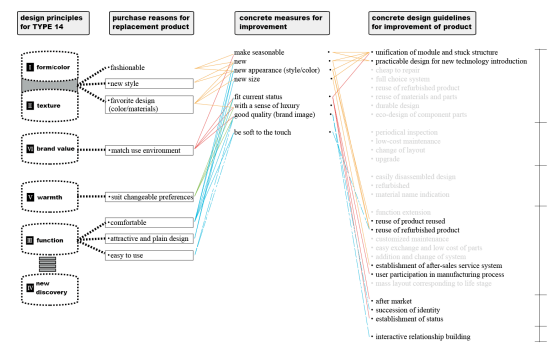 design principles
for TYPE 14
purchase reasons for
replacement product
concrete measures for
improvement
concrete design guidelines
for improvement of product
I form/color
II texture
VI brand value
V warmth
III function
IV new
discovery
fashionable
new style
favorite design
(color/materials)
match use environment
suit changeable preferences
comfortable
attractive and plain design
easy to use
make seasonable
new
new appearance (style/color)
new size
fit current status
with a sense of luxury
good quality (brand image)
be soft to the touch
unification of module and stuck structure
practicable design for new technology introduction
cheap to repair
full choice system
reuse of refurbished product
reuse of materials and parts
durable design
eco-design of component parts
periodical inspection
low-cost maintenance
change of layout
upgrade
easily disassembled design
refurbished
material name indication
function extension
reuse of product reused
reuse of refurbished product
customized maintenance
easy exchange and low cost of parts
addition and change of system
establishment of after-sales service system
user participation in manufacturing process
mass layout corresponding to life stage
after market
succession of identity
establishment of status
interactive relationship building